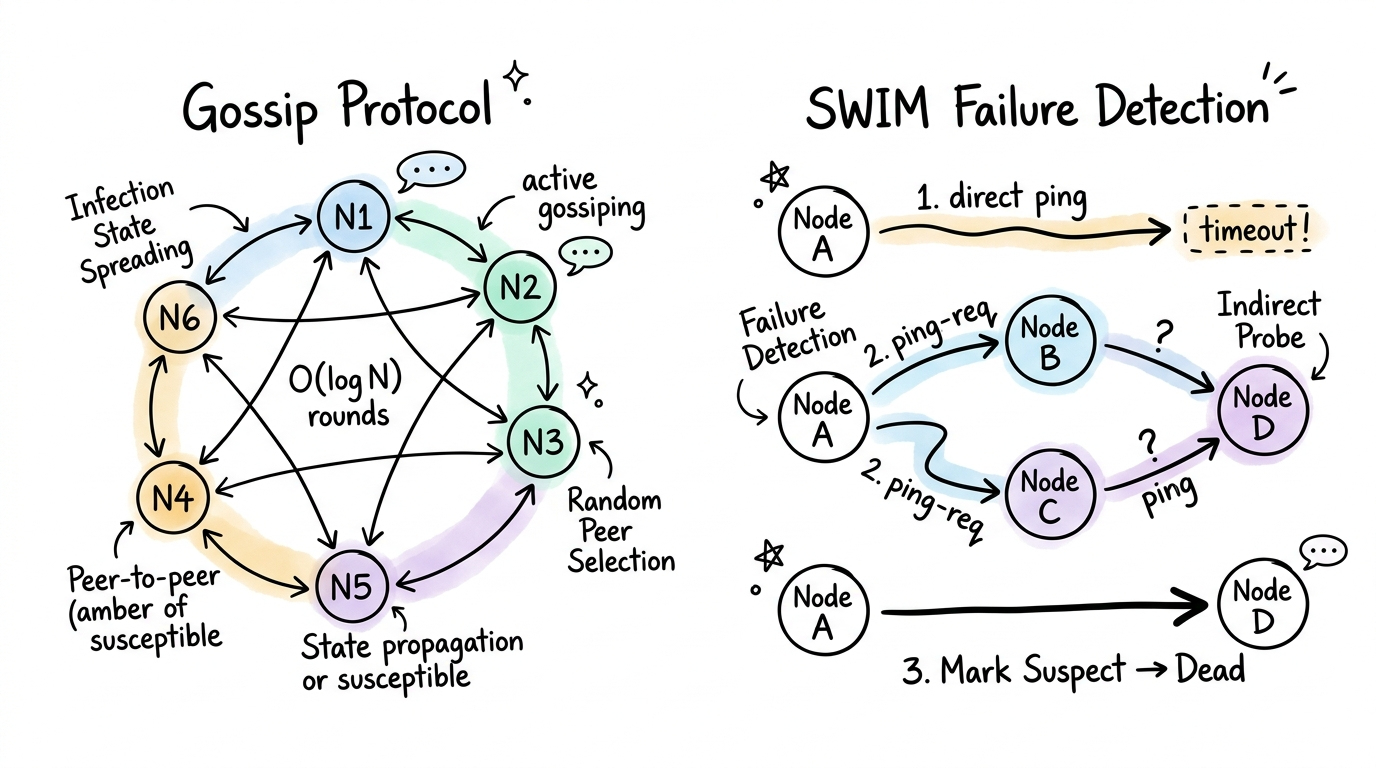 Gossip Protocol
Infection
State
Spreading
N1
...
active
gossiping
...
N2
N6
O(log N)
rounds
N3
N4
Random
Peer
Selection
N5
Peer-to-peer
(amber of
susceptible
State propagation
or susceptible
SWIM Failure Detection
Node
A
1. direct ping
timeout!
Failure
Detection
2. ping-req
Node
B
?
Indirect
Probe
Node
A
Node
D
2. ping-req
Node
C
?
ping
Node
A
...
Node
D
3. Mark Suspect → Dead